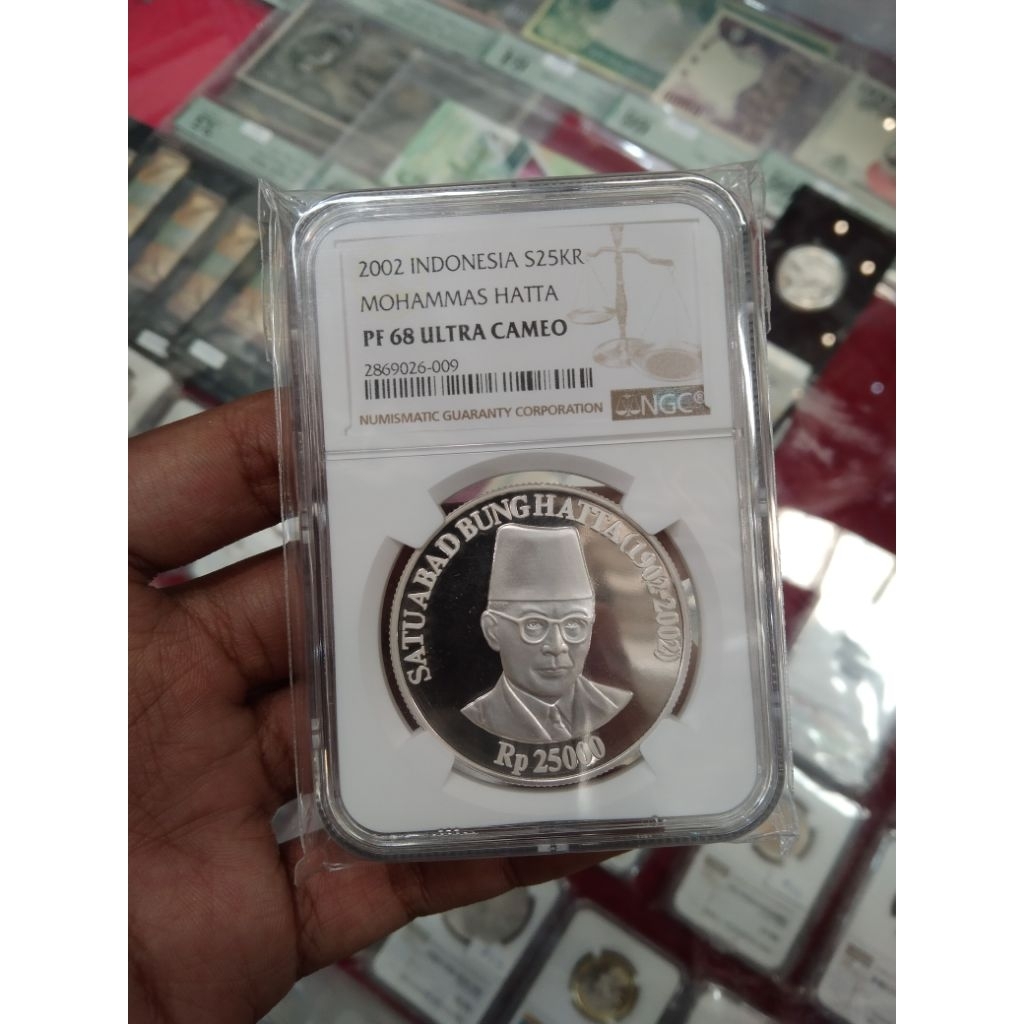 2002 INDONESIA S25KR
MOHAMMAS HATTA
PF 68 ULTRA CAMEO
2869026-009
NUMISMATIC GUARANTY CORPORATION
NGC®
SATU ABAD BUNG HATTA (1902-2002)
Rp 25000